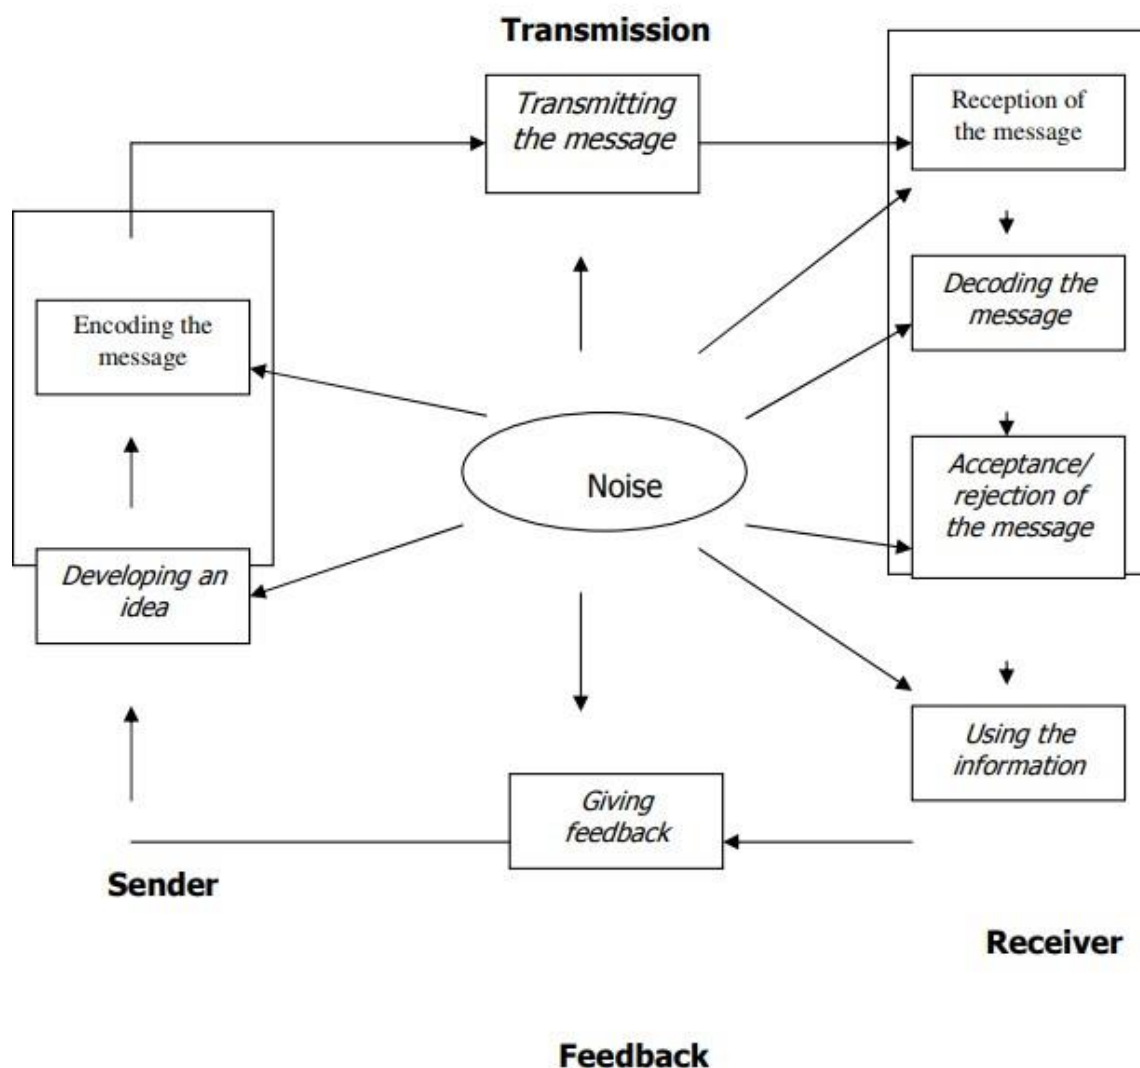 Transmission
Transmitting
the message
Reception of
the message
Decoding the
message
Encoding the
message
Noise
Acceptance/
rejection of
the message
Developing an
idea
Using the
information
Giving
feedback
Sender
Receiver
Feedback